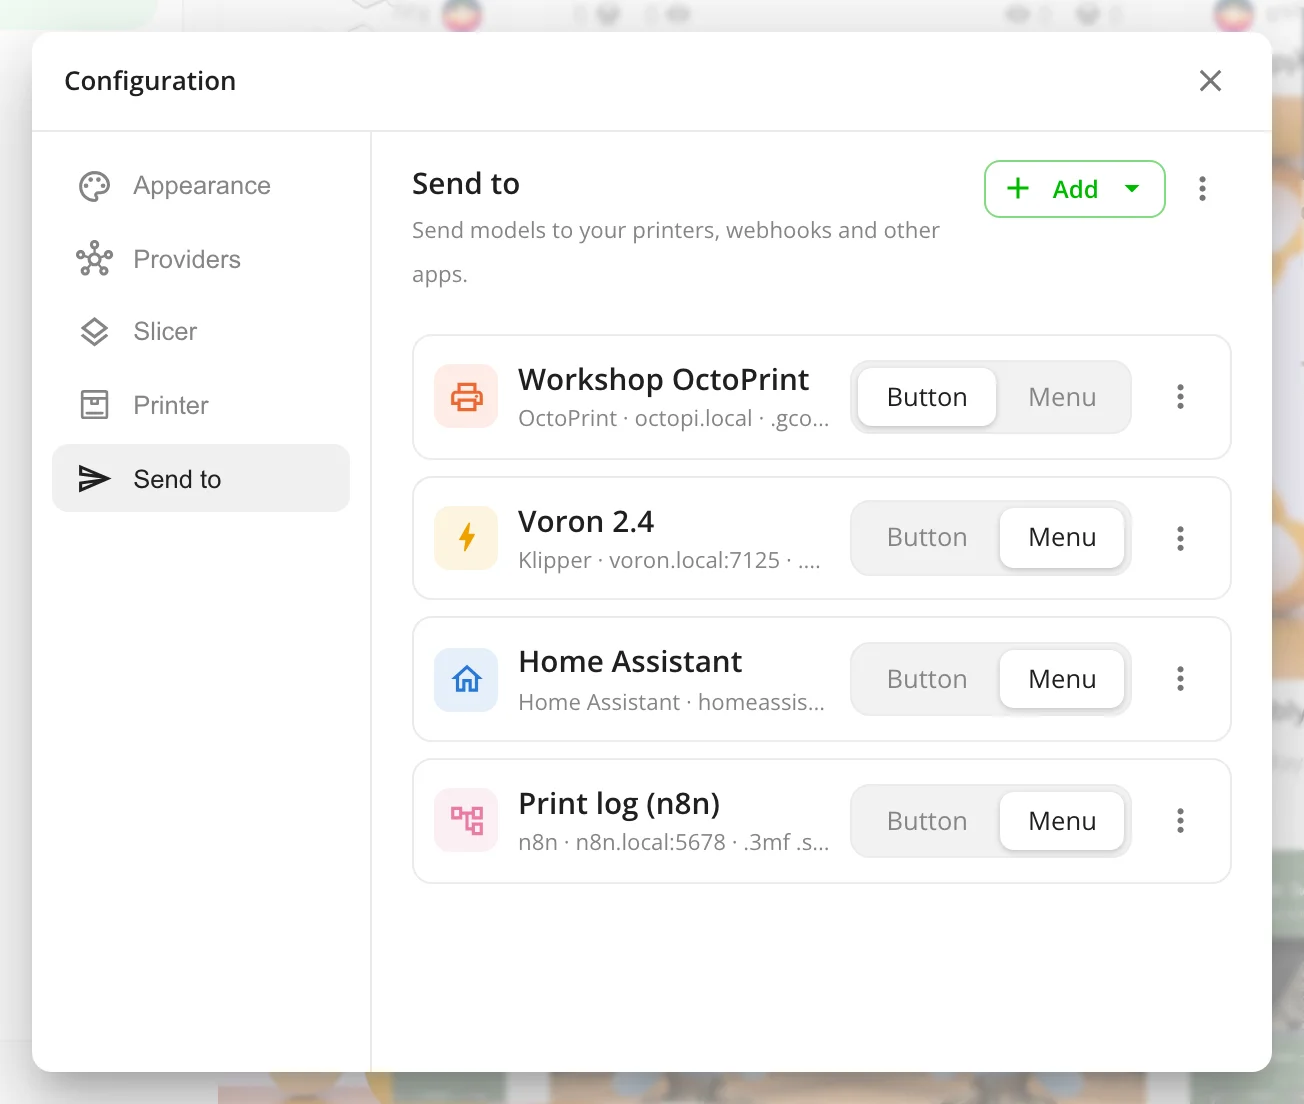 Configuration
Appearance
Providers
Slicer
Printer
Send to
Send to
Add
Send models to your printers, webhooks and other
apps.
Workshop OctoPrint
OctoPrint · octopi.local · .gco...
Button Menu
Voron 2.4
Klipper · voron.local:7125 · ....
Button Menu
Home Assistant
Home Assistant · homeassis...
Button Menu
Print log (n8n)
n8n · n8n.local:5678 · .3mf .s...
Button Menu